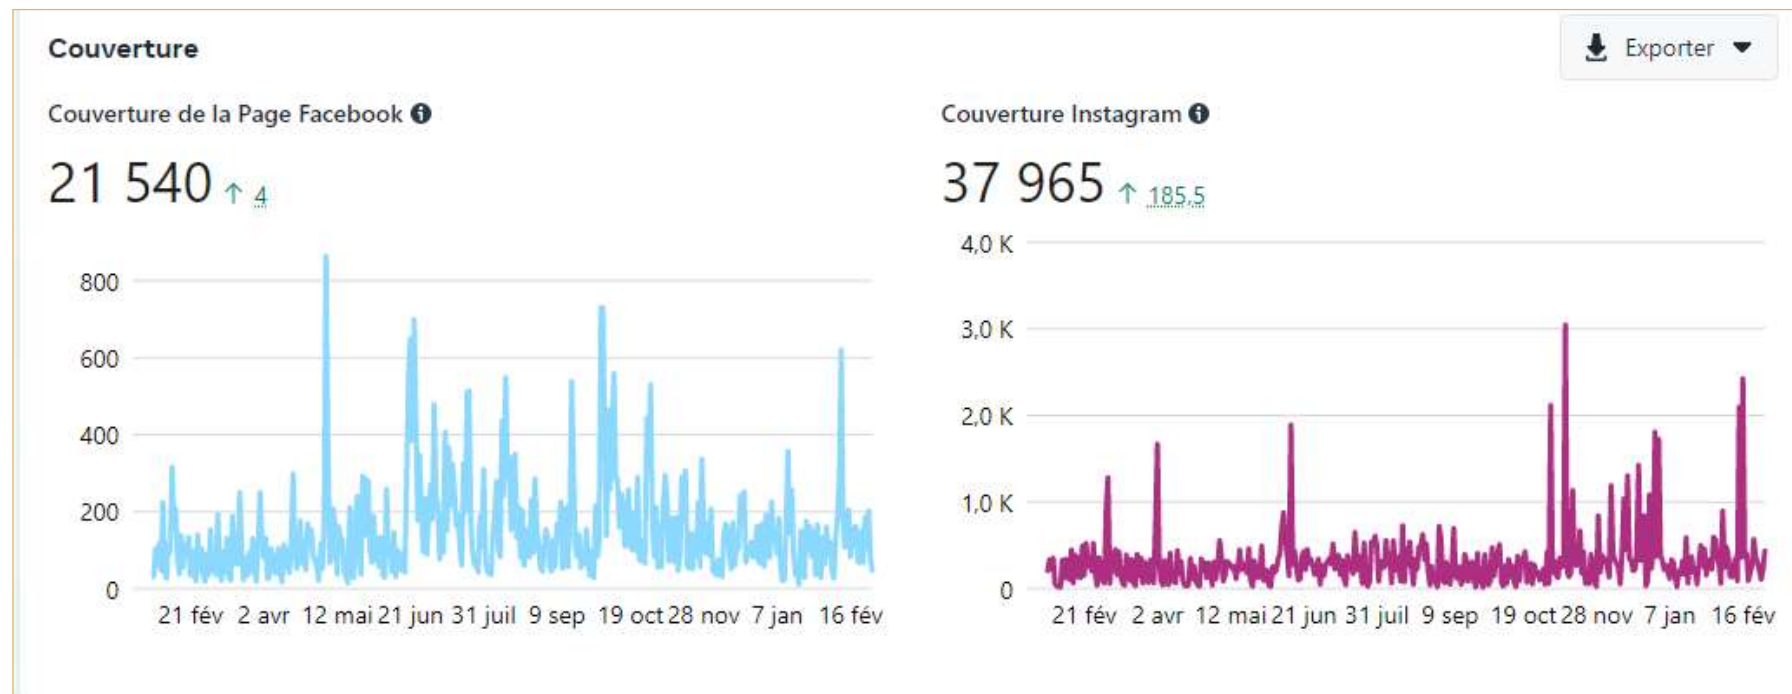 Couverture
Exporter
Couverture de la Page Facebook
21 540 ↑ 4
800
600
400
200
0
21 fév 2 avr 12 mai 21 jun 31 juil 9 sep 19 oct 28 nov 7 jan 16 fév
Couverture Instagram
37 965 ↑ 185,5
4,0 K
3,0 K
2,0 K
1,0 K
0
21 fév 2 avr 12 mai 21 jun 31 juil 9 sep 19 oct 28 nov 7 jan 16 fév